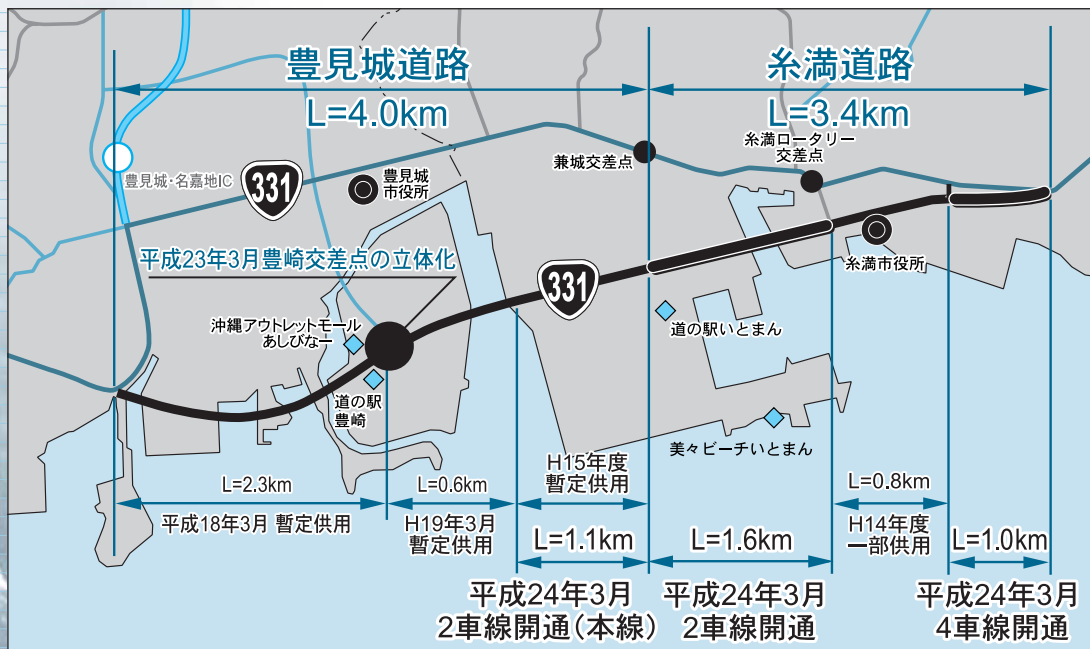 豊見城道路
L=4.0km
糸満道路
L=3.4km
豊見城・名嘉地IC
331
豊見城
市役所
兼城交差点
糸満ロータリー
交差点
平成23年3月豊崎交差点の立体化
331
糸満市役所
沖縄アウトレットモール
あしびなー
道の駅
豊崎
道の駅いとまん
美々ビーチいとまん
L=2.3km
平成18年3月 暫定供用
L=0.6km
H19年3月
暫定供用
H15年度
暫定供用
L=1.1km
平成24年3月
2車線開通(本線)
L=1.6km
平成24年3月
2車線開通
L=0.8km
H14年度
一部供用
L=1.0km
平成24年3月
4車線開通